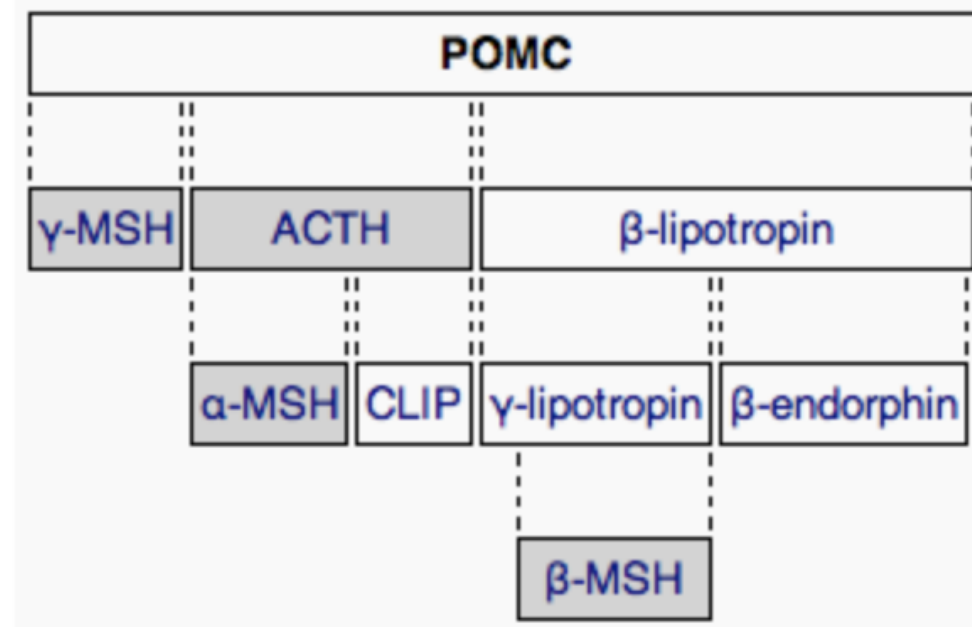 POMC
γ-MSH ACTH β-lipotropin
α-MSH CLIP γ-lipotropin β-endorphin
β-MSH